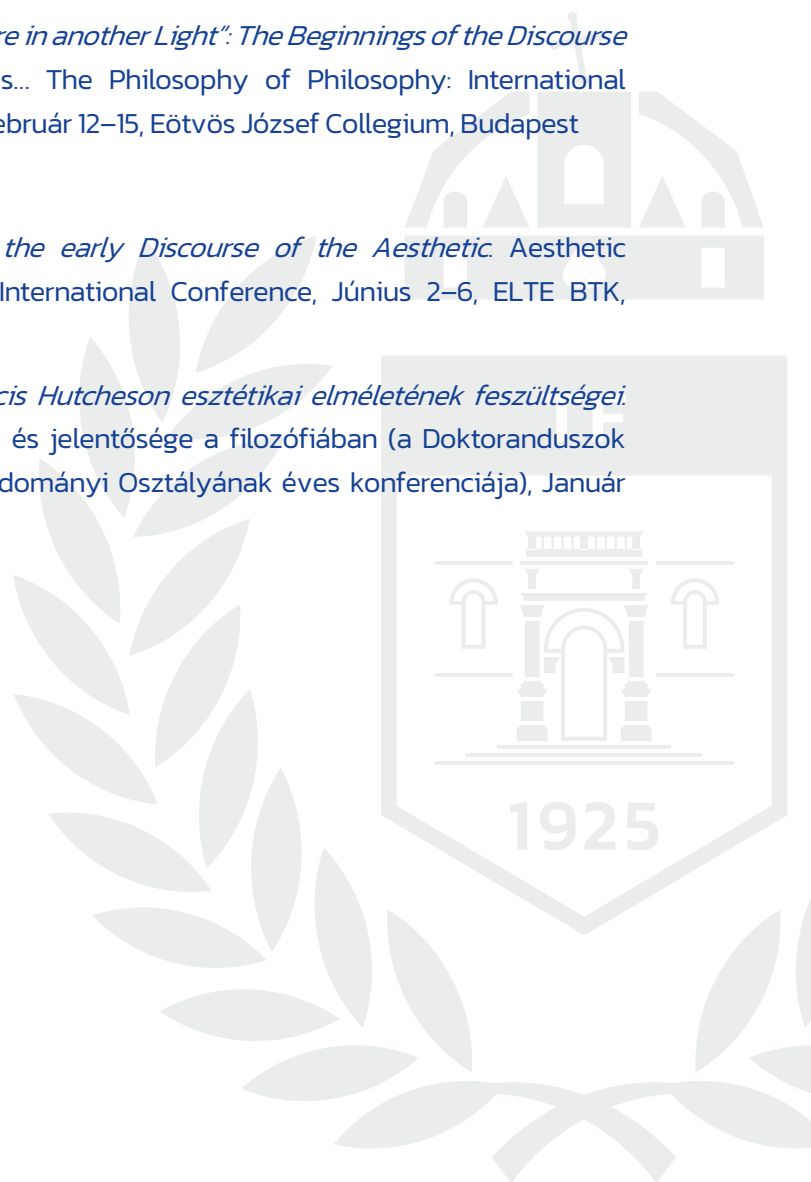 re in another Light”: The Beginnings of the Discourse
s... The Philosophy of Philosophy: International
ebruár 12–15, Eötvös József Collegium, Budapest
the early Discourse of the Aesthetic. Aesthetic
International Conference, Június 2–6, ELTE BTK,
cis Hutcheson esztétikai elméletének feszültségei.
és jelentősége a filozófiában (a Doktoranduszok
dományi Osztályának éves konferenciája), Január
1925